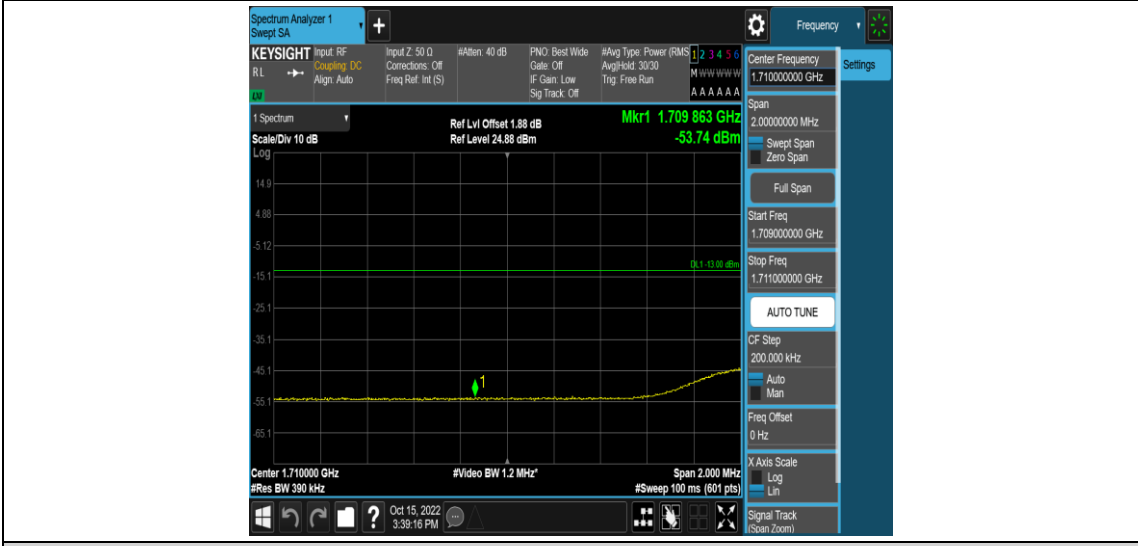 Spectrum Analyzer 1
Swept SA
Frequency
KEYSIGHT
RL
Input: RF
Coupling: DC
Align: Auto
Input Z: 50 Ω
Corrections: Off
Freq Ref: Int (S)
#Atten: 40 dB
PNO: Best Wide
Gate: Off
IF Gain: Low
Sig Track: Off
#Avg Type: Power (RMS
Avg|Hold: 30/30
Trig: Free Run
1 2 3 4 5 6
M W W W W W
A A A A A A
1 Spectrum
Scale/Div 10 dB
Log
Ref Lvl Offset 1.88 dB
Ref Level 24.88 dBm
Mkr1 1.709 863 GHz
-53.74 dBm
14.9
4.88
-5.12
-15.1
-25.1
-35.1
-45.1
-55.1
-65.1
DL1 -13.00 dBm
1
Center 1.710000 GHz
#Res BW 390 kHz
#Video BW 1.2 MHz*
Span 2.000 MHz
#Sweep 100 ms (601 pts)
?
Oct 15, 2022
3:39:16 PM
Center Frequency
1.710000000 GHz
Settings
Span
2.00000000 MHz
Swept Span
Zero Span
Full Span
Start Freq
1.709000000 GHz
Stop Freq
1.711000000 GHz
AUTO TUNE
CF Step
200.000 kHz
Auto
Man
Freq Offset
0 Hz
X Axis Scale
Log
Lin
Signal Track
(Span Zoom)